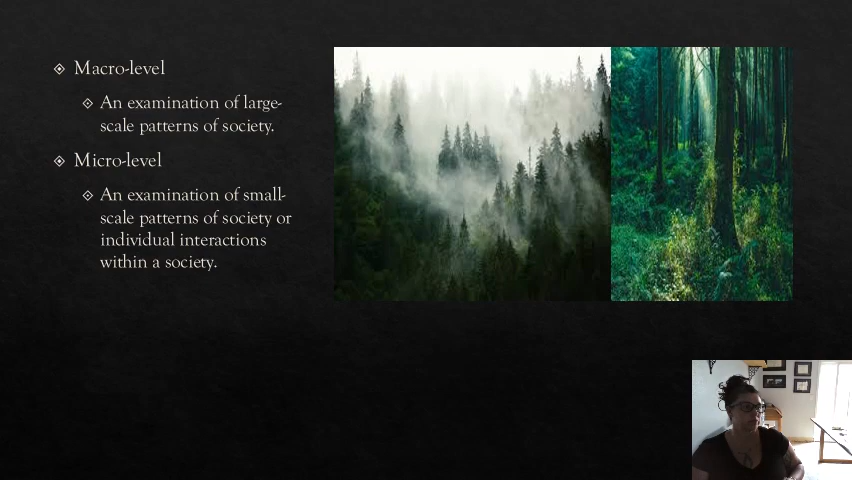 Macro-level
An examination of large-
scale patterns of society.
Micro-level
An examination of small-
scale patterns of society or
individual interactions
within a society.